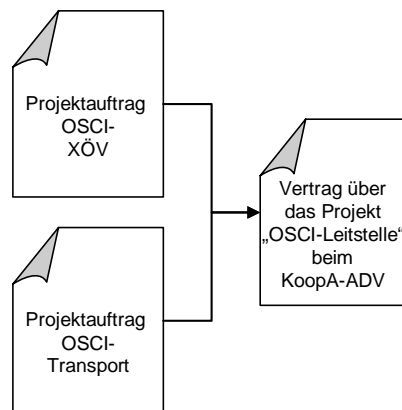 Projektauftrag
OSCI-
XÖV
Vertrag über
das Projekt
„OSCI-Leitstelle“
beim
KoopA-ADV
Projektauftrag
OSCI-
Transport